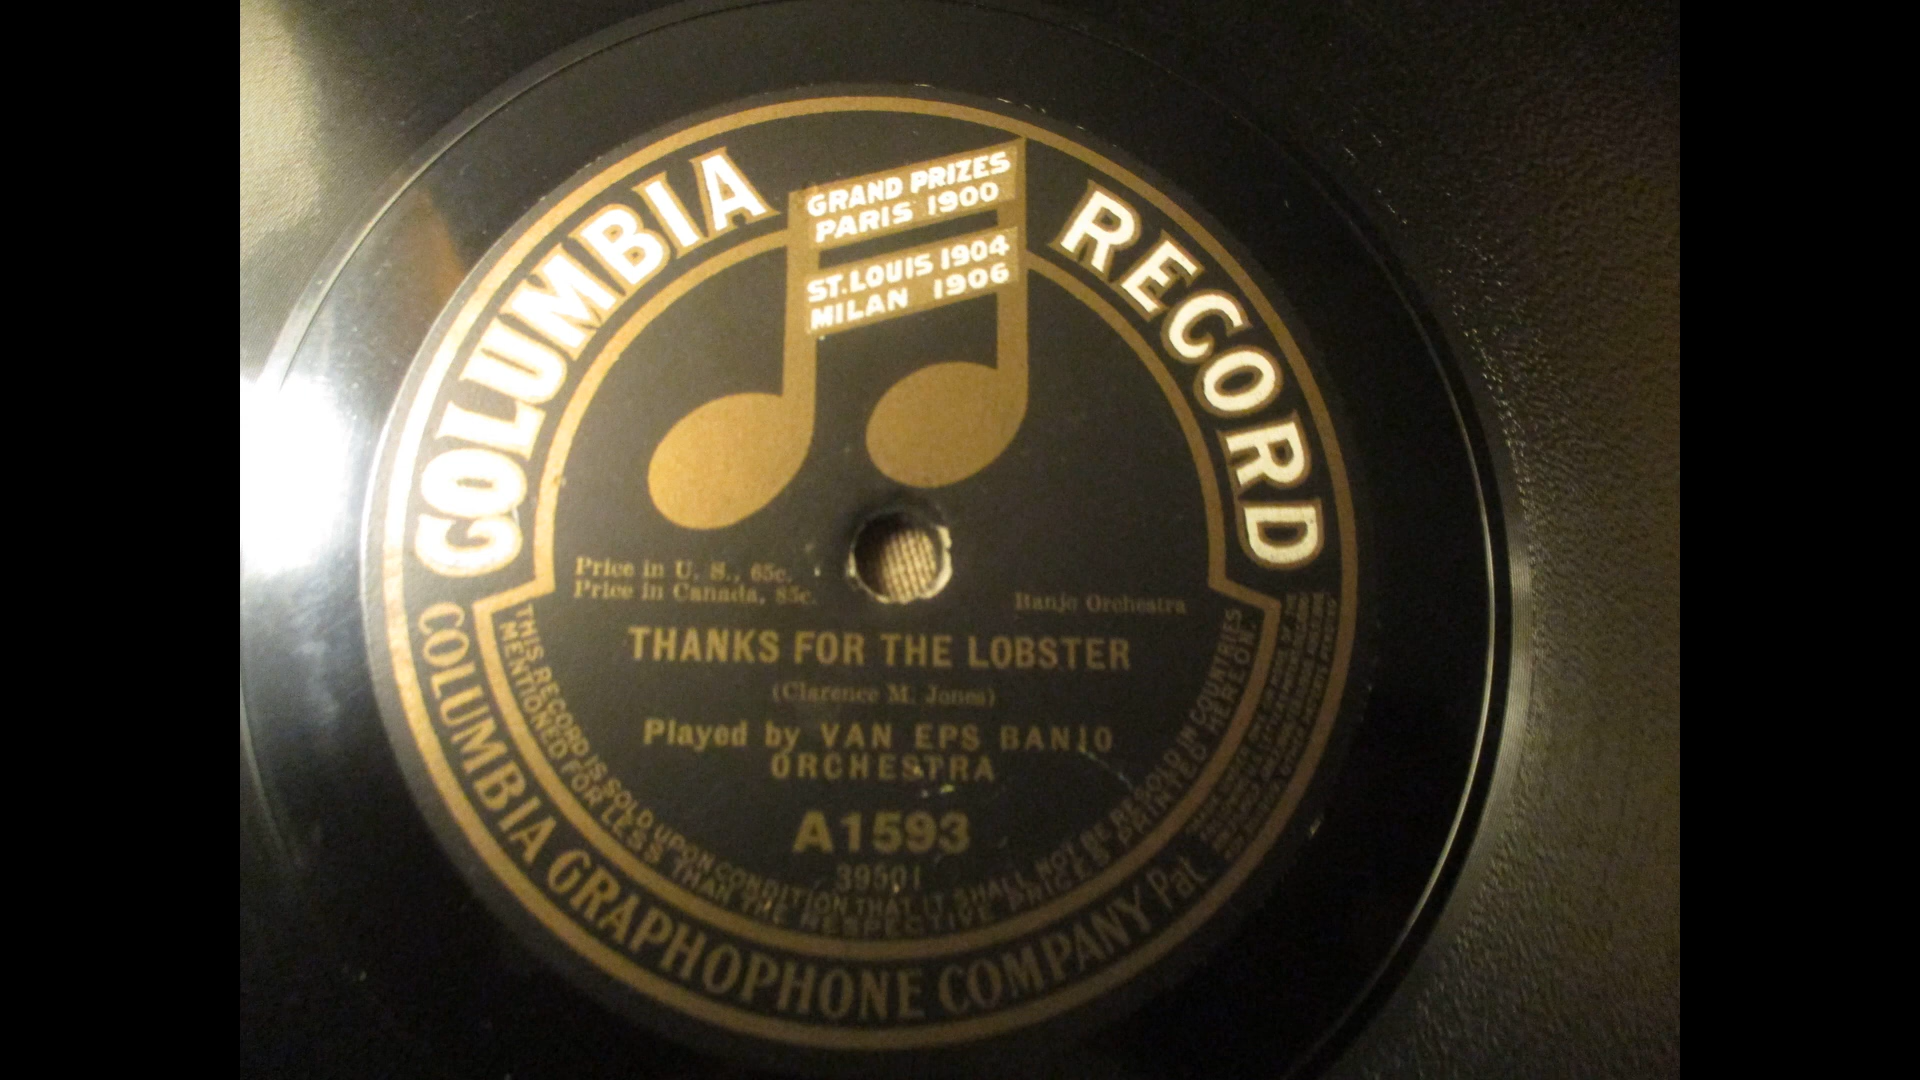 COLUMBIA RECORD
GRAND PRIZES
PARIS 1900
ST. LOUIS 1904
MILAN 1906
Price in U. S., 65c.
Price in Canada, 85c.
Banjo Orchestra
THANKS FOR THE LOBSTER
(Clarence M. Jones)
Played by VAN EPS BANJO
ORCHESTRA
A1593
39501
THIS RECORD IS SOLD UPON CONDITION THAT IT SHALL NOT BE RESOLD IN COUNTRIES
MENTIONED FOR LESS THAN THE RESPECTIVE PRICES PRINTED HEREON.
COLUMBIA GRAPHOPHONE COMPANY Pat